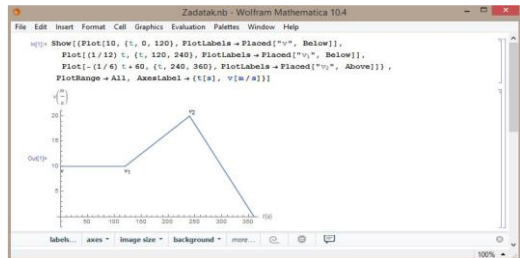 Zadatak.nb - Wolfram Mathematica 10.4
File Edit Insert Format Cell Graphics Evaluation Palettes Window Help
In[1]:= Show[{Plot[10, {t, 0, 120}, PlotLabels → Placed["v", Below]],
Plot[(1/12) t, {t, 120, 240}, PlotLabels → Placed["v₁", Below]],
Plot[-(1/6) t + 60, {t, 240, 360}, PlotLabels → Placed["v₂", Above]]},
PlotRange → All, AxesLabel → {t[s], v[m/s]}]
v(m/s)
20
v₂
15
Out[1]=
10
v
v₁
5
50 100 150 200 250 300 350
t(s)
labels... axes image size background more...
100%